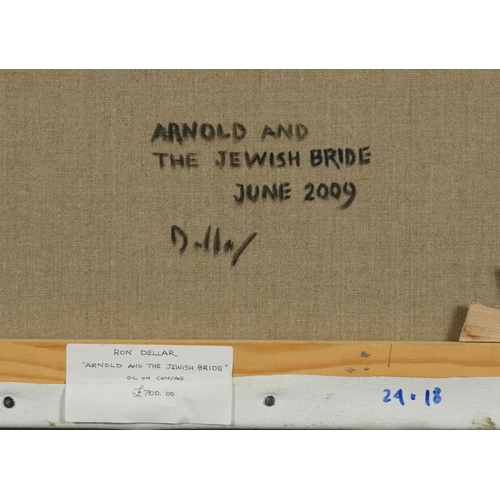 ARNOLD AND
THE JEWISH BRIDE
JUNE 2009
Dellar
RON DELLAR
"ARNOLD AND THE JEWISH BRIDE"
OIL ON CANVAS
£700.00
24 · 18